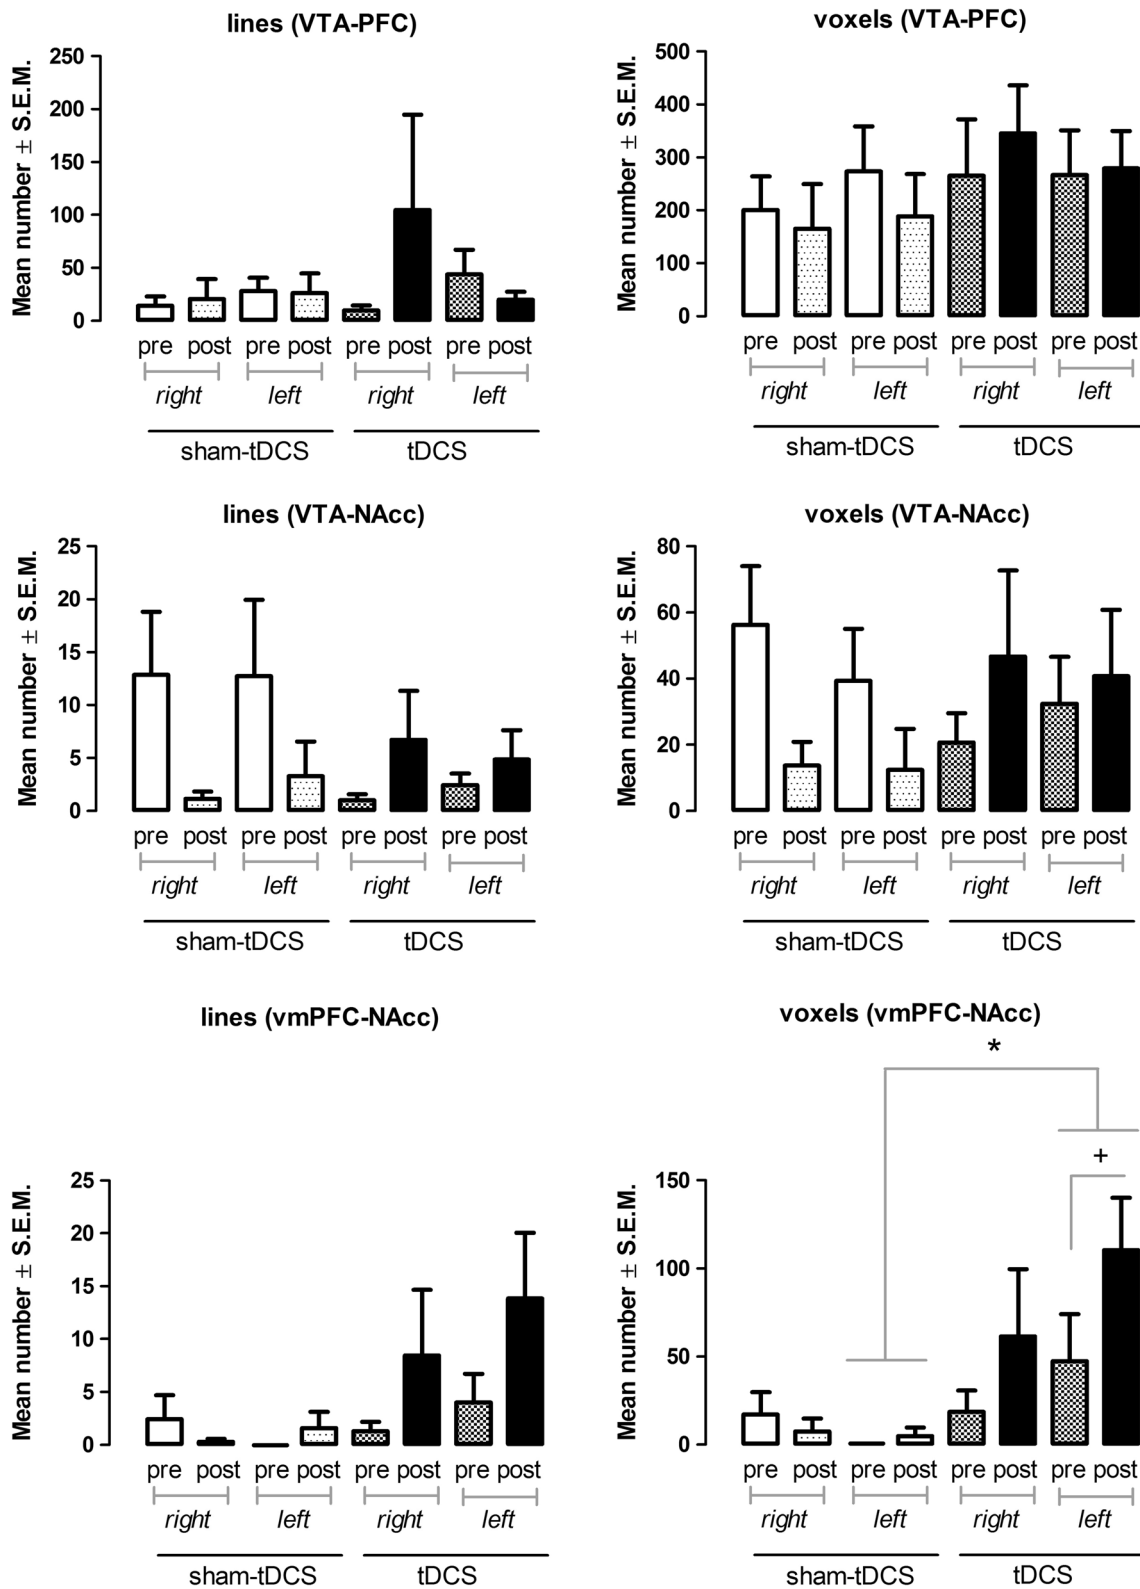 lines (VTA-PFC)
Mean number ± S.E.M.
250
200
150
100
50
0
pre post pre post pre post pre post
right left right left
sham-tDCS tDCS
voxels (VTA-PFC)
Mean number ± S.E.M.
500
400
300
200
100
0
pre post pre post pre post pre post
right left right left
sham-tDCS tDCS
lines (VTA-NAcc)
Mean number ± S.E.M.
25
20
15
10
5
0
pre post pre post pre post pre post
right left right left
sham-tDCS tDCS
voxels (VTA-NAcc)
Mean number ± S.E.M.
80
60
40
20
0
pre post pre post pre post pre post
right left right left
sham-tDCS tDCS
lines (vmPFC-NAcc)
Mean number ± S.E.M.
25
20
15
10
5
0
pre post pre post pre post pre post
right left right left
sham-tDCS tDCS
voxels (vmPFC-NAcc)
*
+
Mean number ± S.E.M.
150
100
50
0
pre post pre post pre post pre post
right left right left
sham-tDCS tDCS